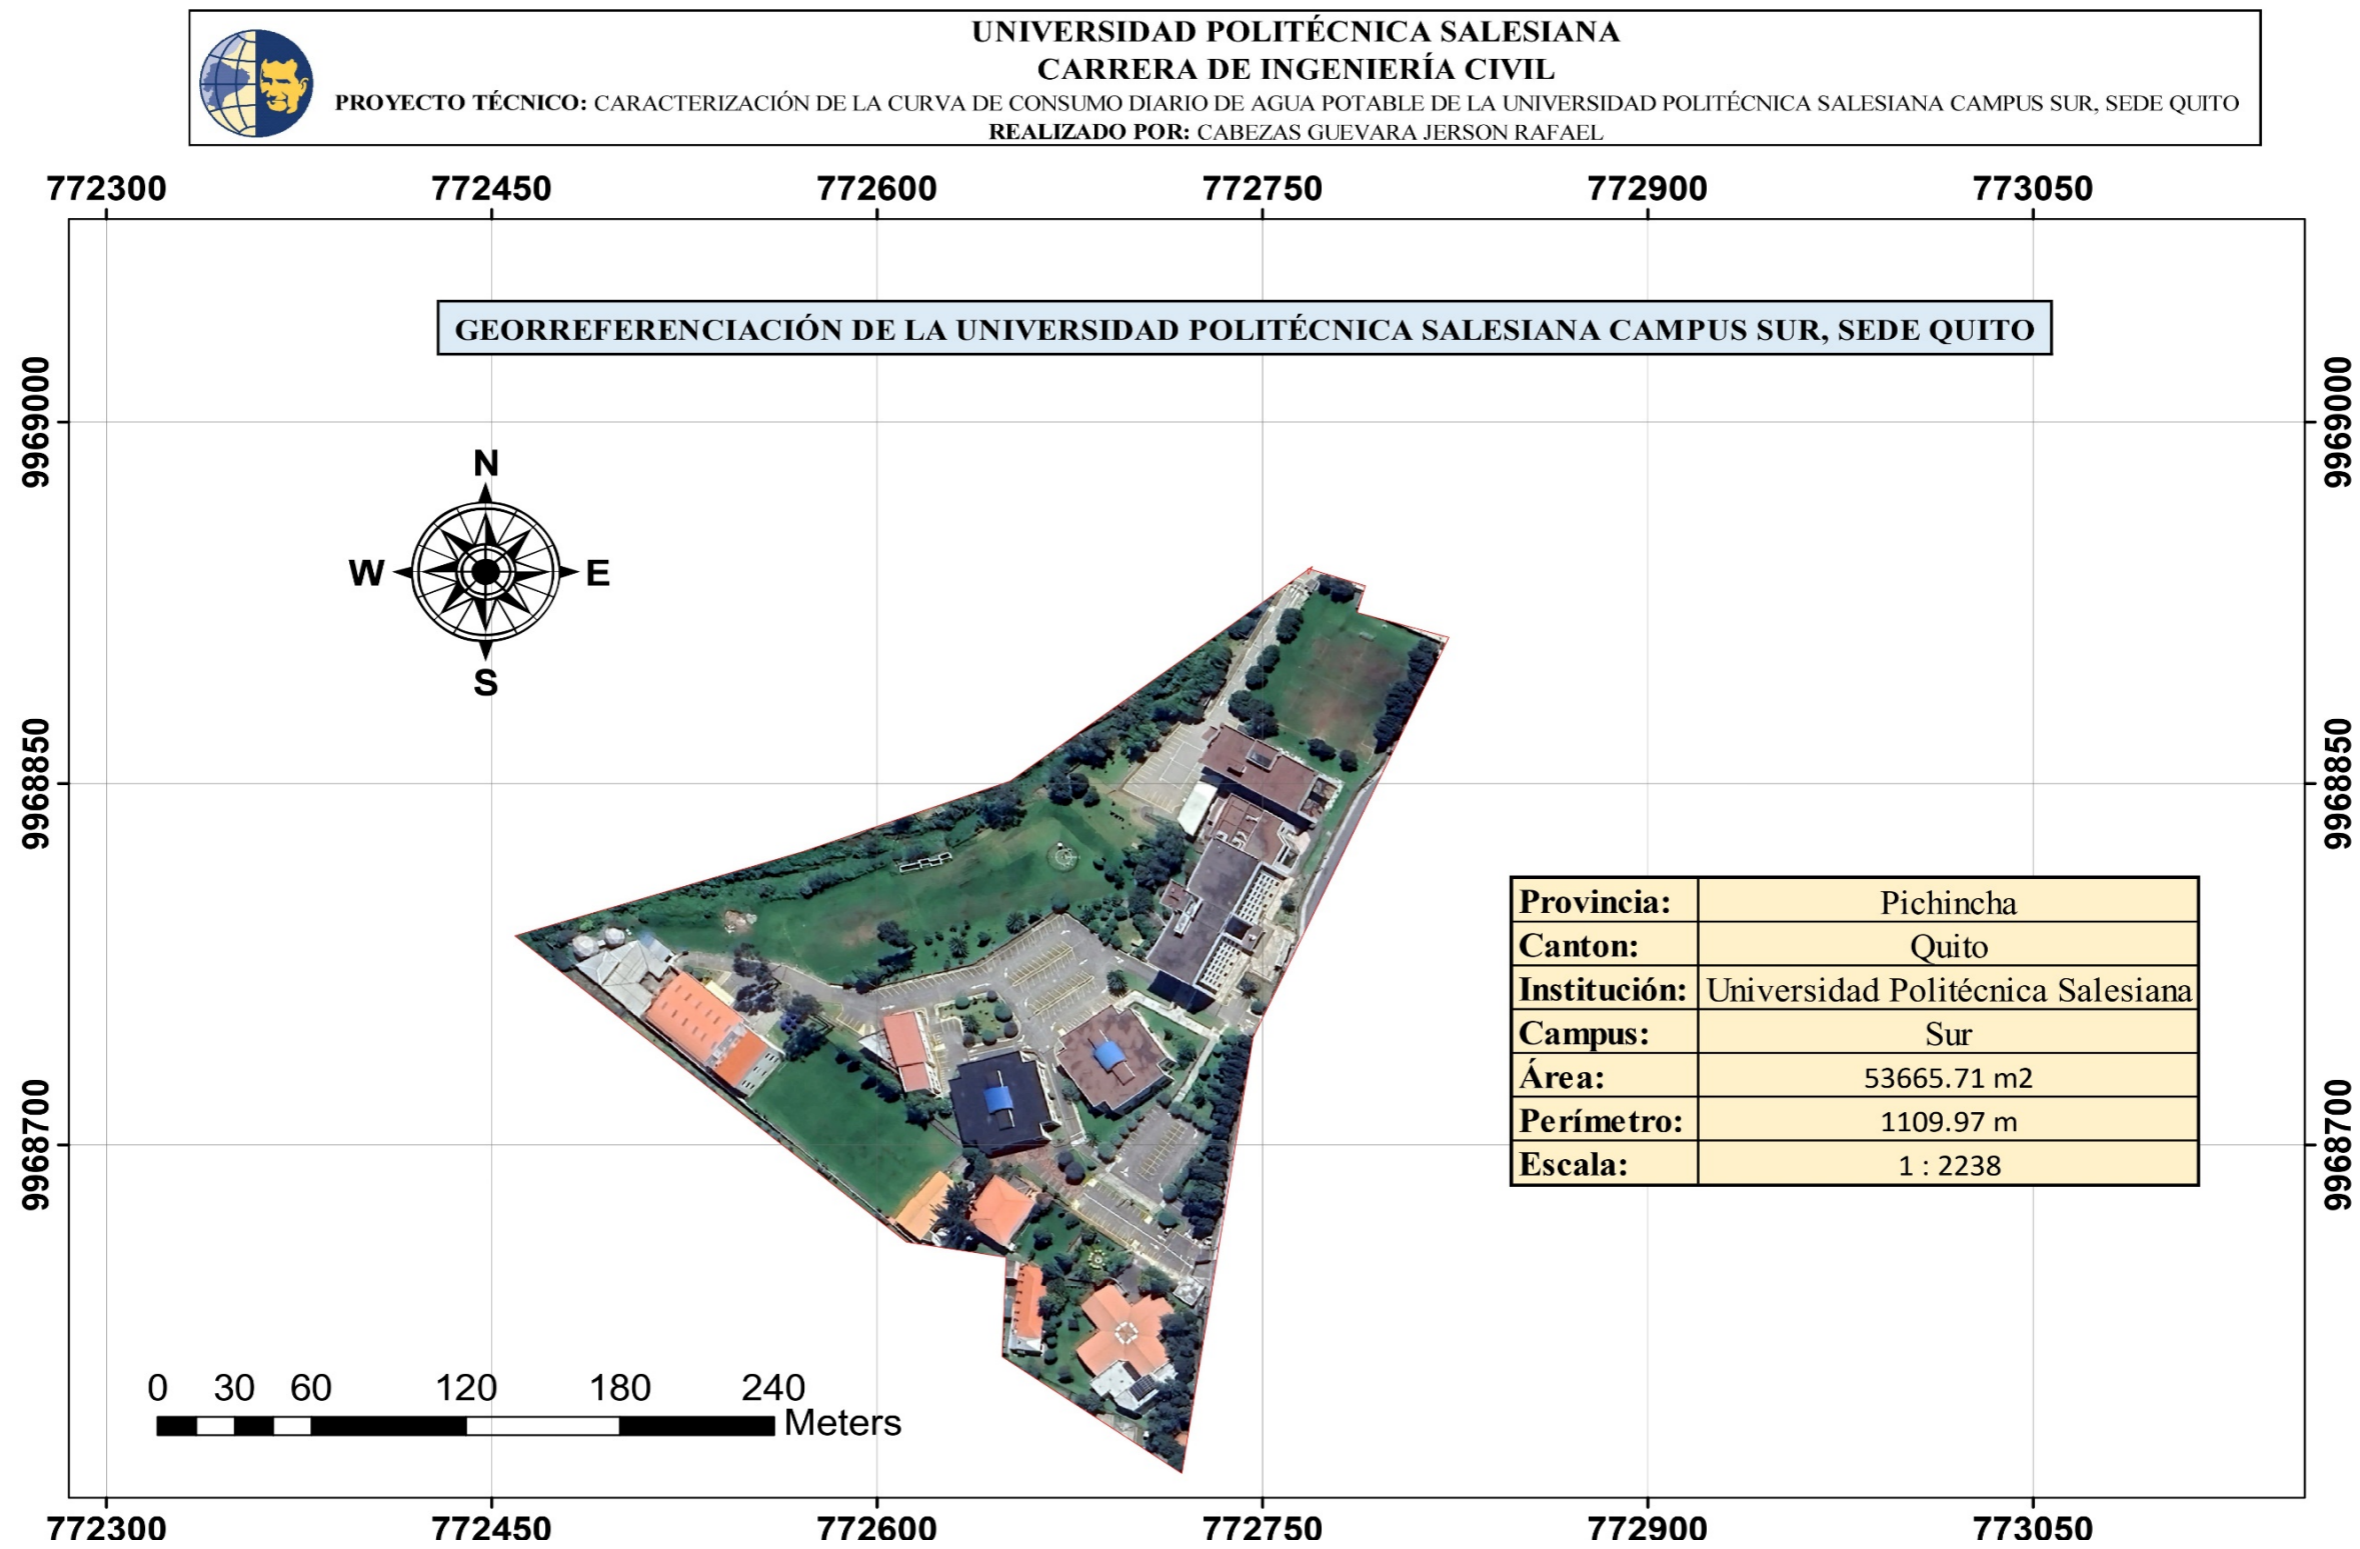 UNIVERSIDAD POLITÉCNICA SALESIANA
CARRERA DE INGENIERÍA CIVIL
PROYECTO TÉCNICO: CARACTERIZACIÓN DE LA CURVA DE CONSUMO DIARIO DE AGUA POTABLE DE LA UNIVERSIDAD POLITÉCNICA SALESIANA CAMPUS SUR, SEDE QUITO
REALIZADO POR: CABEZAS GUEVARA JERSON RAFAEL
772300 772450 772600 772750 772900 773050
GEORREFERENCIACIÓN DE LA UNIVERSIDAD POLITÉCNICA SALESIANA CAMPUS SUR, SEDE QUITO
9969000 9969000
N
W E
S
9968850 9968850
Provincia: Pichincha
Canton: Quito
Institución: Universidad Politécnica Salesiana
Campus: Sur
Área: 53665.71 m2
Perímetro: 1109.97 m
Escala: 1 : 2238
9968700 9968700
0 30 60 120 180 240
Meters
772300 772450 772600 772750 772900 773050